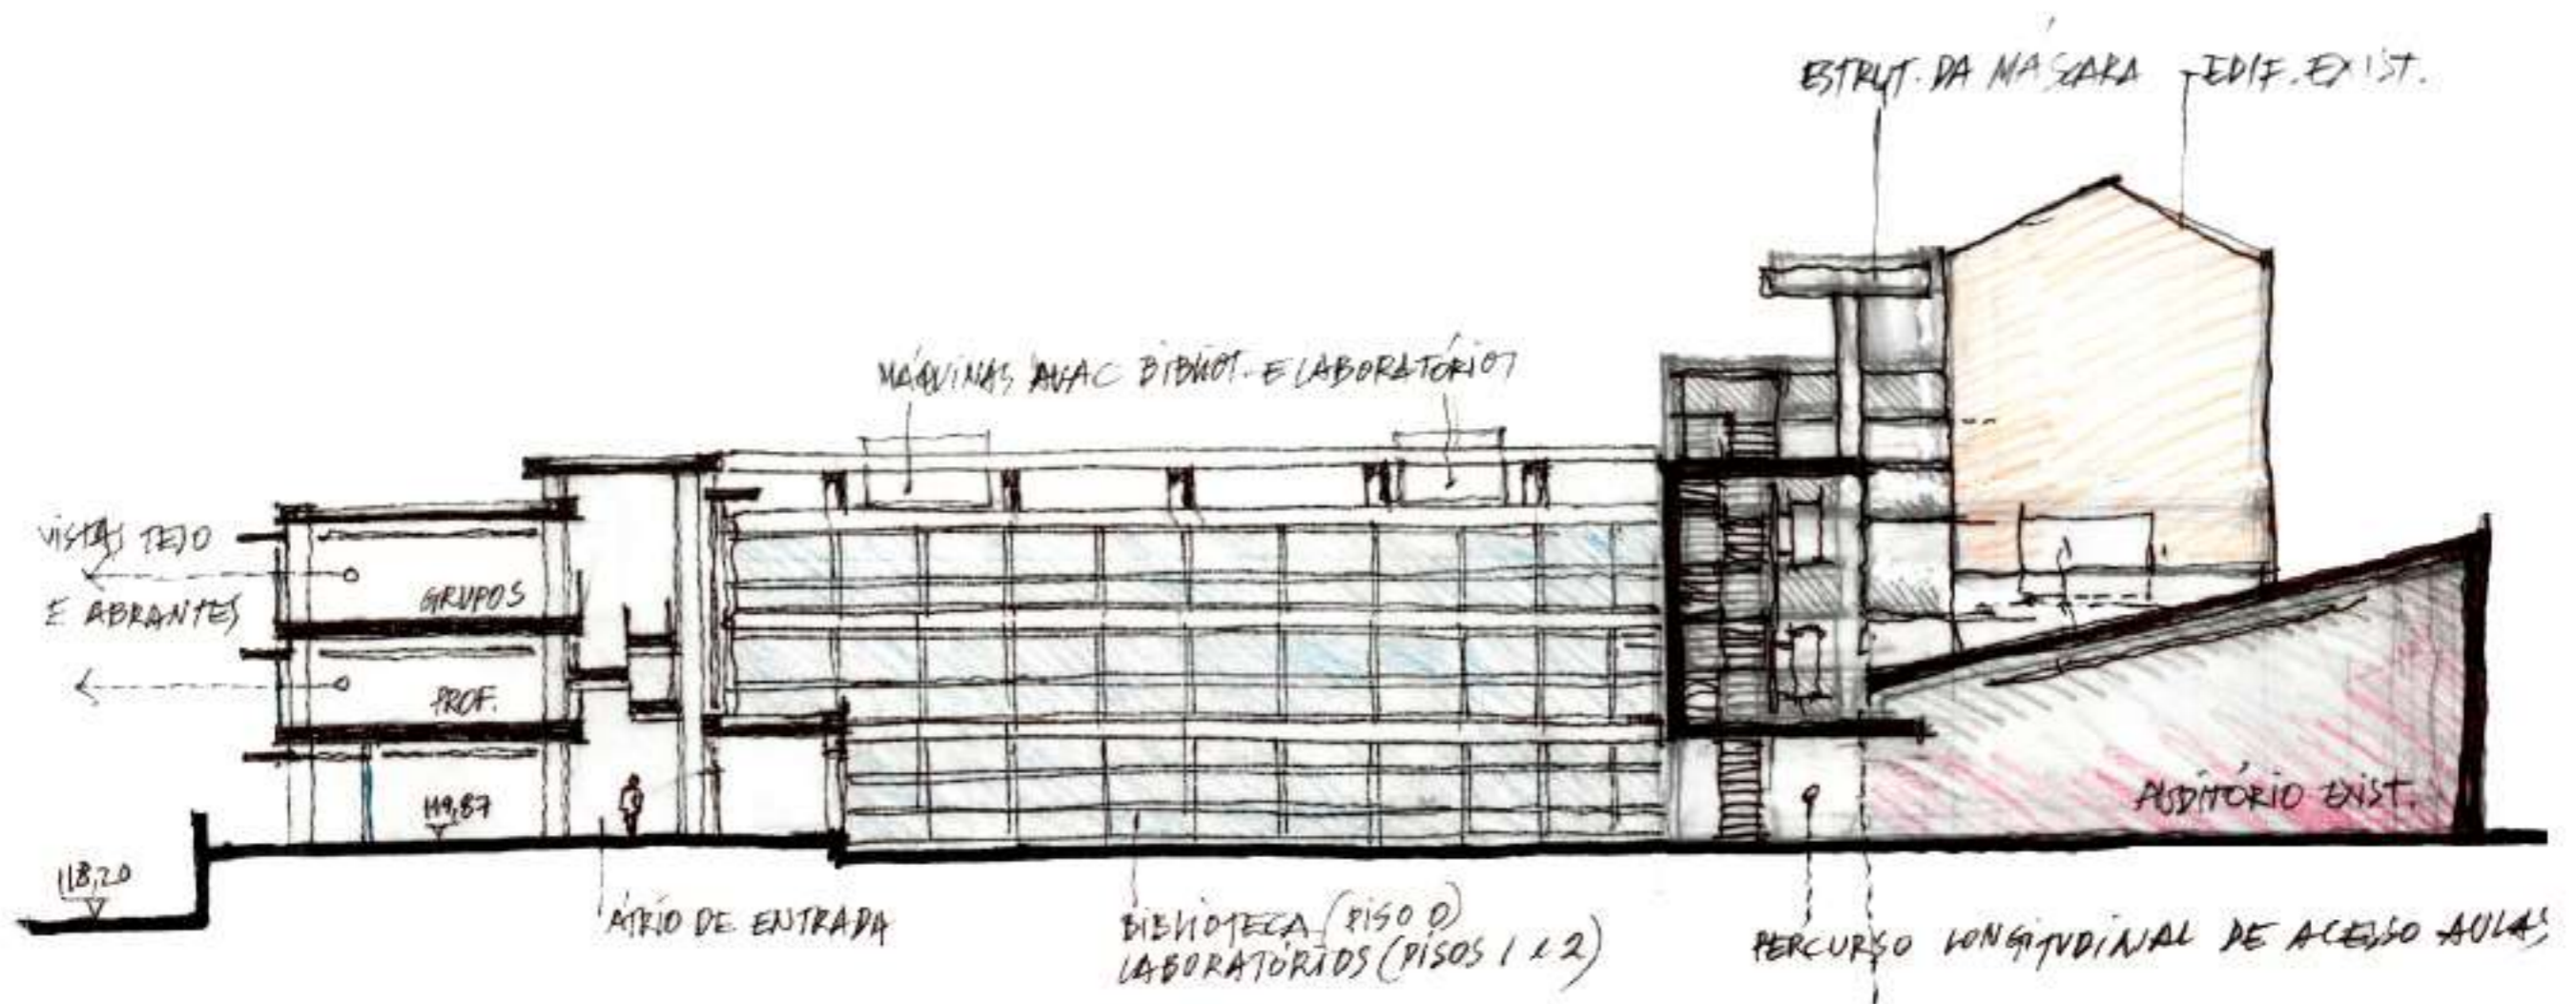 ESTRUT. DA MÁSCARA
EDIF. EXIST.
MÁQUINAS AVAC BIBLIOT. E LABORATÓRIOS
VISTAS TEJO
E ABRANTES
GRUPOS
PROF.
119,87
118,20
ÁTRIO DE ENTRADA
BIBLIOTECA (PISO 0)
LABORATÓRIOS (PISOS 1 e 2)
AUDITÓRIO EXIST.
PERCURSO LONGITUDINAL DE ACESSO AULAS